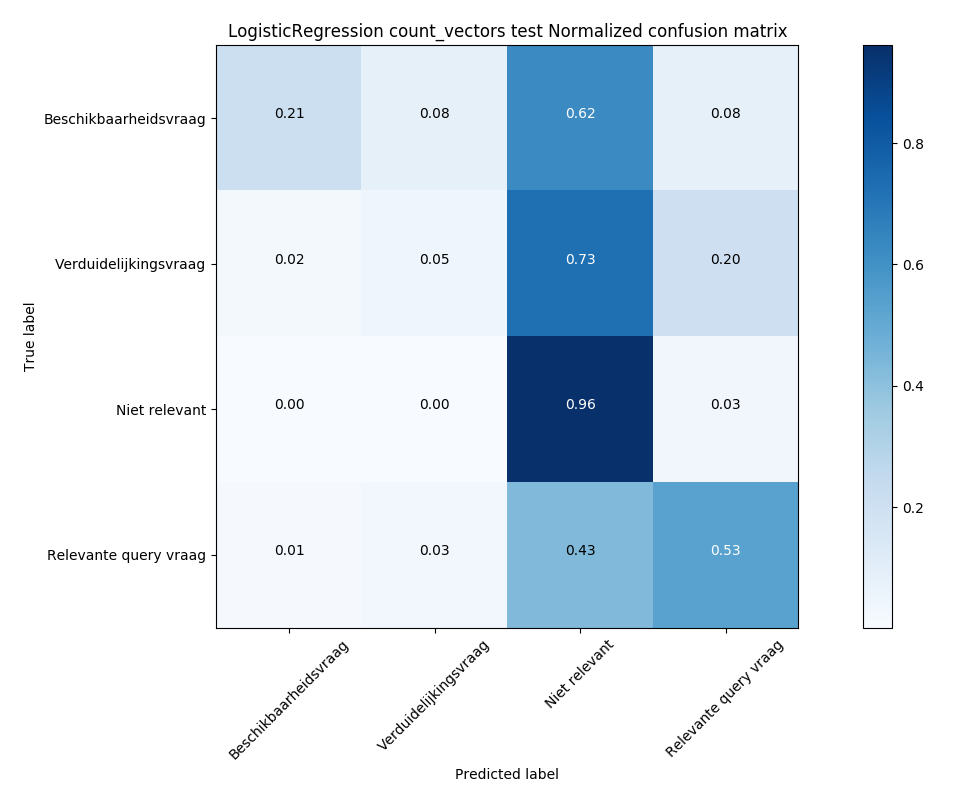 LogisticRegression count_vectors test Normalized confusion matrix
Beschikbaarheidsvraag 0.21 0.08 0.62 0.08
Verduidelijkingsvraag 0.02 0.05 0.73 0.20
Niet relevant 0.00 0.00 0.96 0.03
Relevante query vraag 0.01 0.03 0.43 0.53
True label
Beschikbaarheidsvraag
Verduidelijkingsvraag
Niet relevant
Relevante query vraag
Predicted label
0.8
0.6
0.4
0.2